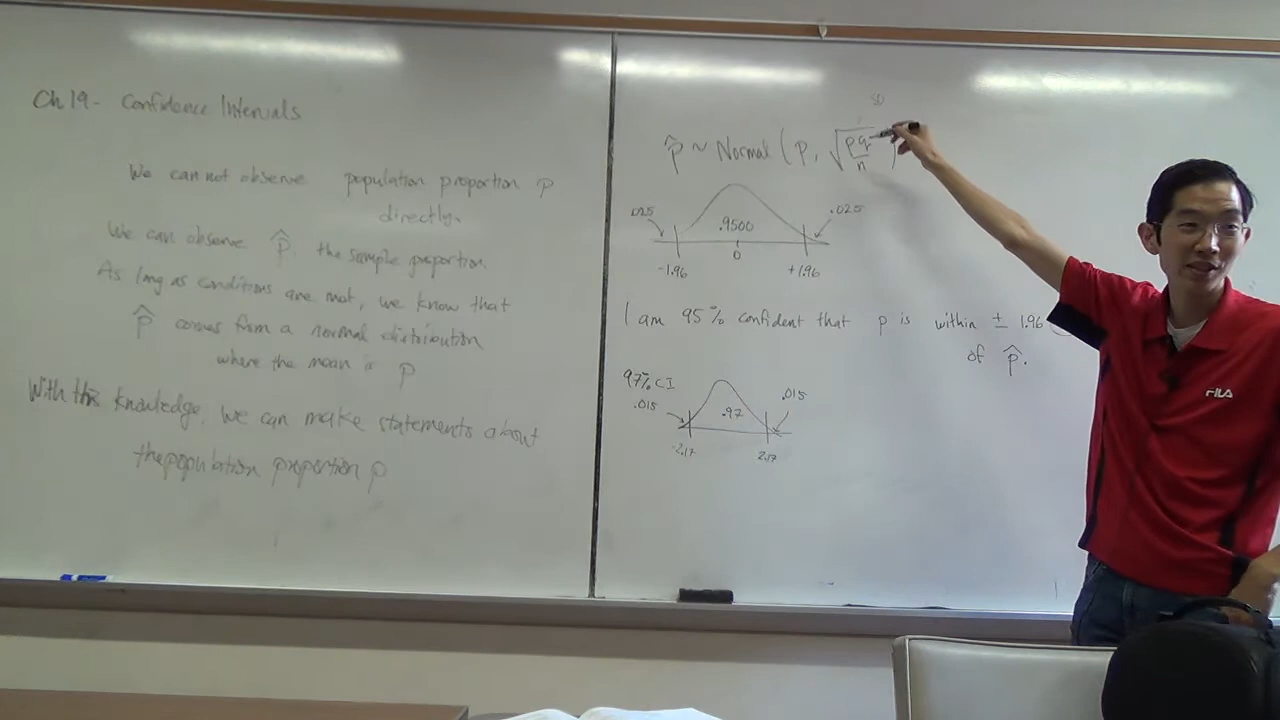 Ch 19- Confidence Intervals
We can not observe population proportion p
directly.
We can observe p̂, the sample proportion.
As long as conditions are met, we know that
p̂ comes from a normal distribution
where the mean is p
With this knowledge, we can make statements about
the population proportion p
SD
p̂ ~ Normal (p, √(pq/n))
.025
.9500
.025
-1.96
0
+1.96
I am 95% confident that p is within ± 1.96
of p̂.
97% CI
.015
.97
.015
-2.17
2.17
FILA